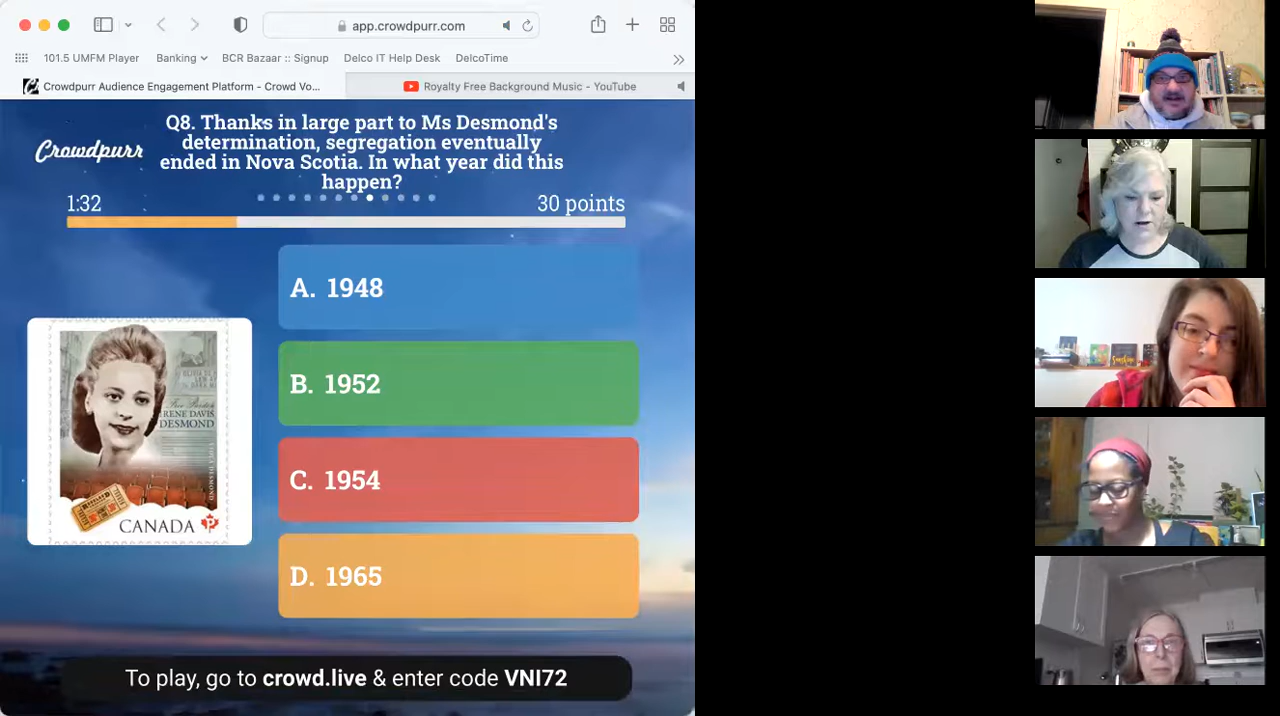 app.crowdpurr.com
101.5 UMFM Player Banking BCR Bazaar :: Signup Delco IT Help Desk DelcoTime
Crowdpurr Audience Engagement Platform - Crowd Vo... Royalty Free Background Music - YouTube
Crowdpurr
Q8. Thanks in large part to Ms Desmond's
determination, segregation eventually
ended in Nova Scotia. In what year did this
happen?
1:32 30 points
A. 1948
B. 1952
C. 1954
D. 1965
IRENE DAVIS
DESMOND
CANADA P
To play, go to crowd.live & enter code VNI72